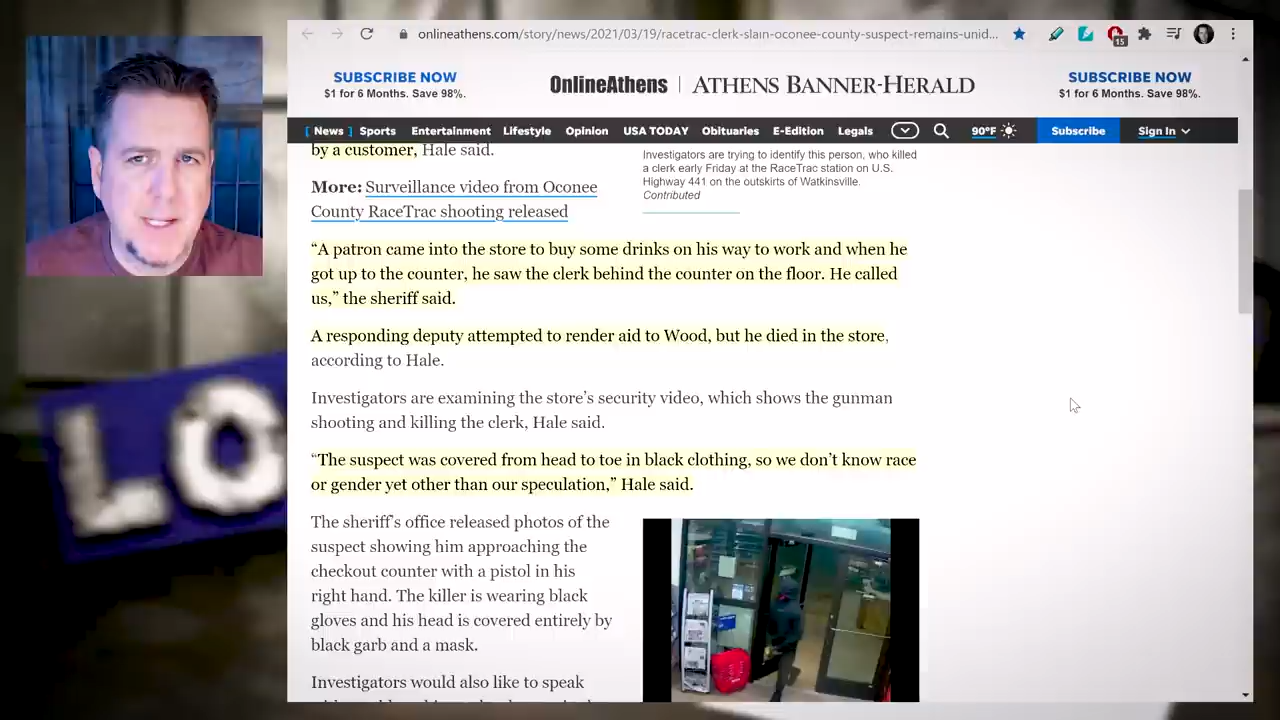 onlineathens.com/story/news/2021/03/19/racetrac-clerk-slain-oconee-county-suspect-remains-unid...
15
SUBSCRIBE NOW
$1 for 6 Months. Save 98%.
OnlineAthens | ATHENS BANNER-HERALD
SUBSCRIBE NOW
$1 for 6 Months. Save 98%.
[ News ] Sports Entertainment Lifestyle Opinion USA TODAY Obituaries E-Edition Legals 90°F Subscribe Sign In
by a customer, Hale said.
More: Surveillance video from Oconee
County RaceTrac shooting released
Investigators are trying to identify this person, who killed
a clerk early Friday at the RaceTrac station on U.S.
Highway 441 on the outskirts of Watkinsville.
Contributed
“A patron came into the store to buy some drinks on his way to work and when he
got up to the counter, he saw the clerk behind the counter on the floor. He called
us,” the sheriff said.
A responding deputy attempted to render aid to Wood, but he died in the store,
according to Hale.
Investigators are examining the store’s security video, which shows the gunman
shooting and killing the clerk, Hale said.
“The suspect was covered from head to toe in black clothing, so we don’t know race
or gender yet other than our speculation,” Hale said.
The sheriff’s office released photos of the
suspect showing him approaching the
checkout counter with a pistol in his
right hand. The killer is wearing black
gloves and his head is covered entirely by
black garb and a mask.
Investigators would also like to speak
LO